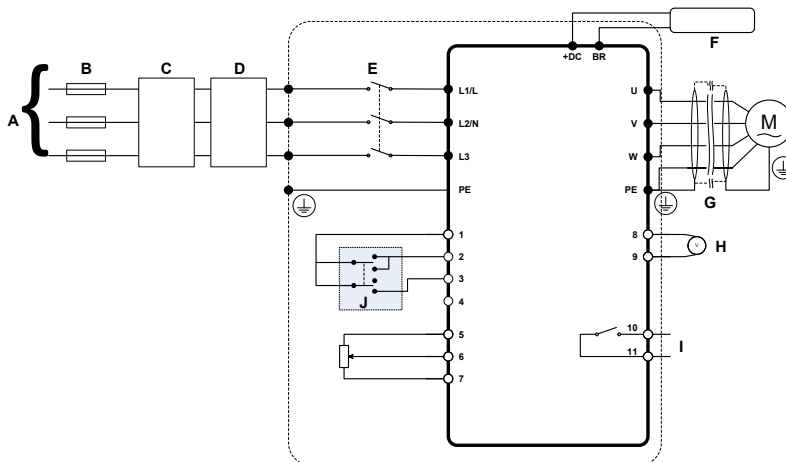 F
+DC BR
A
B
C
D
E
L1/L
L2/N
L3
PE
U
V
W
PE
M
G
1
2
3
4
J
5
6
7
8
9
V
H
10
11
I